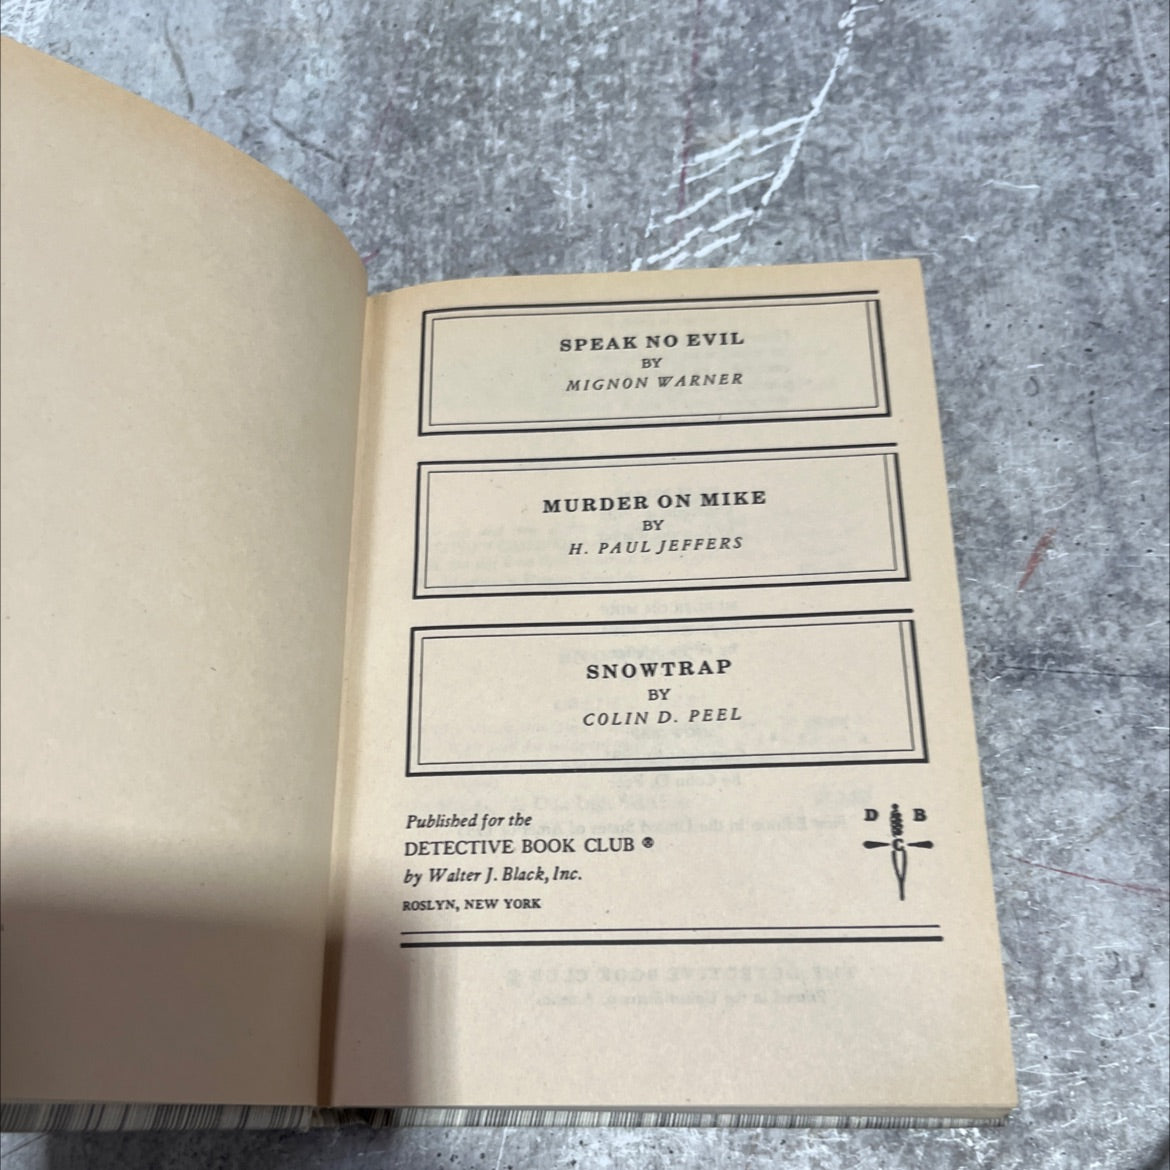 SPEAK NO EVIL
BY
MIGNON WARNER
MURDER ON MIKE
BY
H. PAUL JEFFERS
SNOWTRAP
BY
COLIN D. PEEL
Published for the
DETECTIVE BOOK CLUB ®
by Walter J. Black, Inc.
ROSLYN, NEW YORK
D B
C